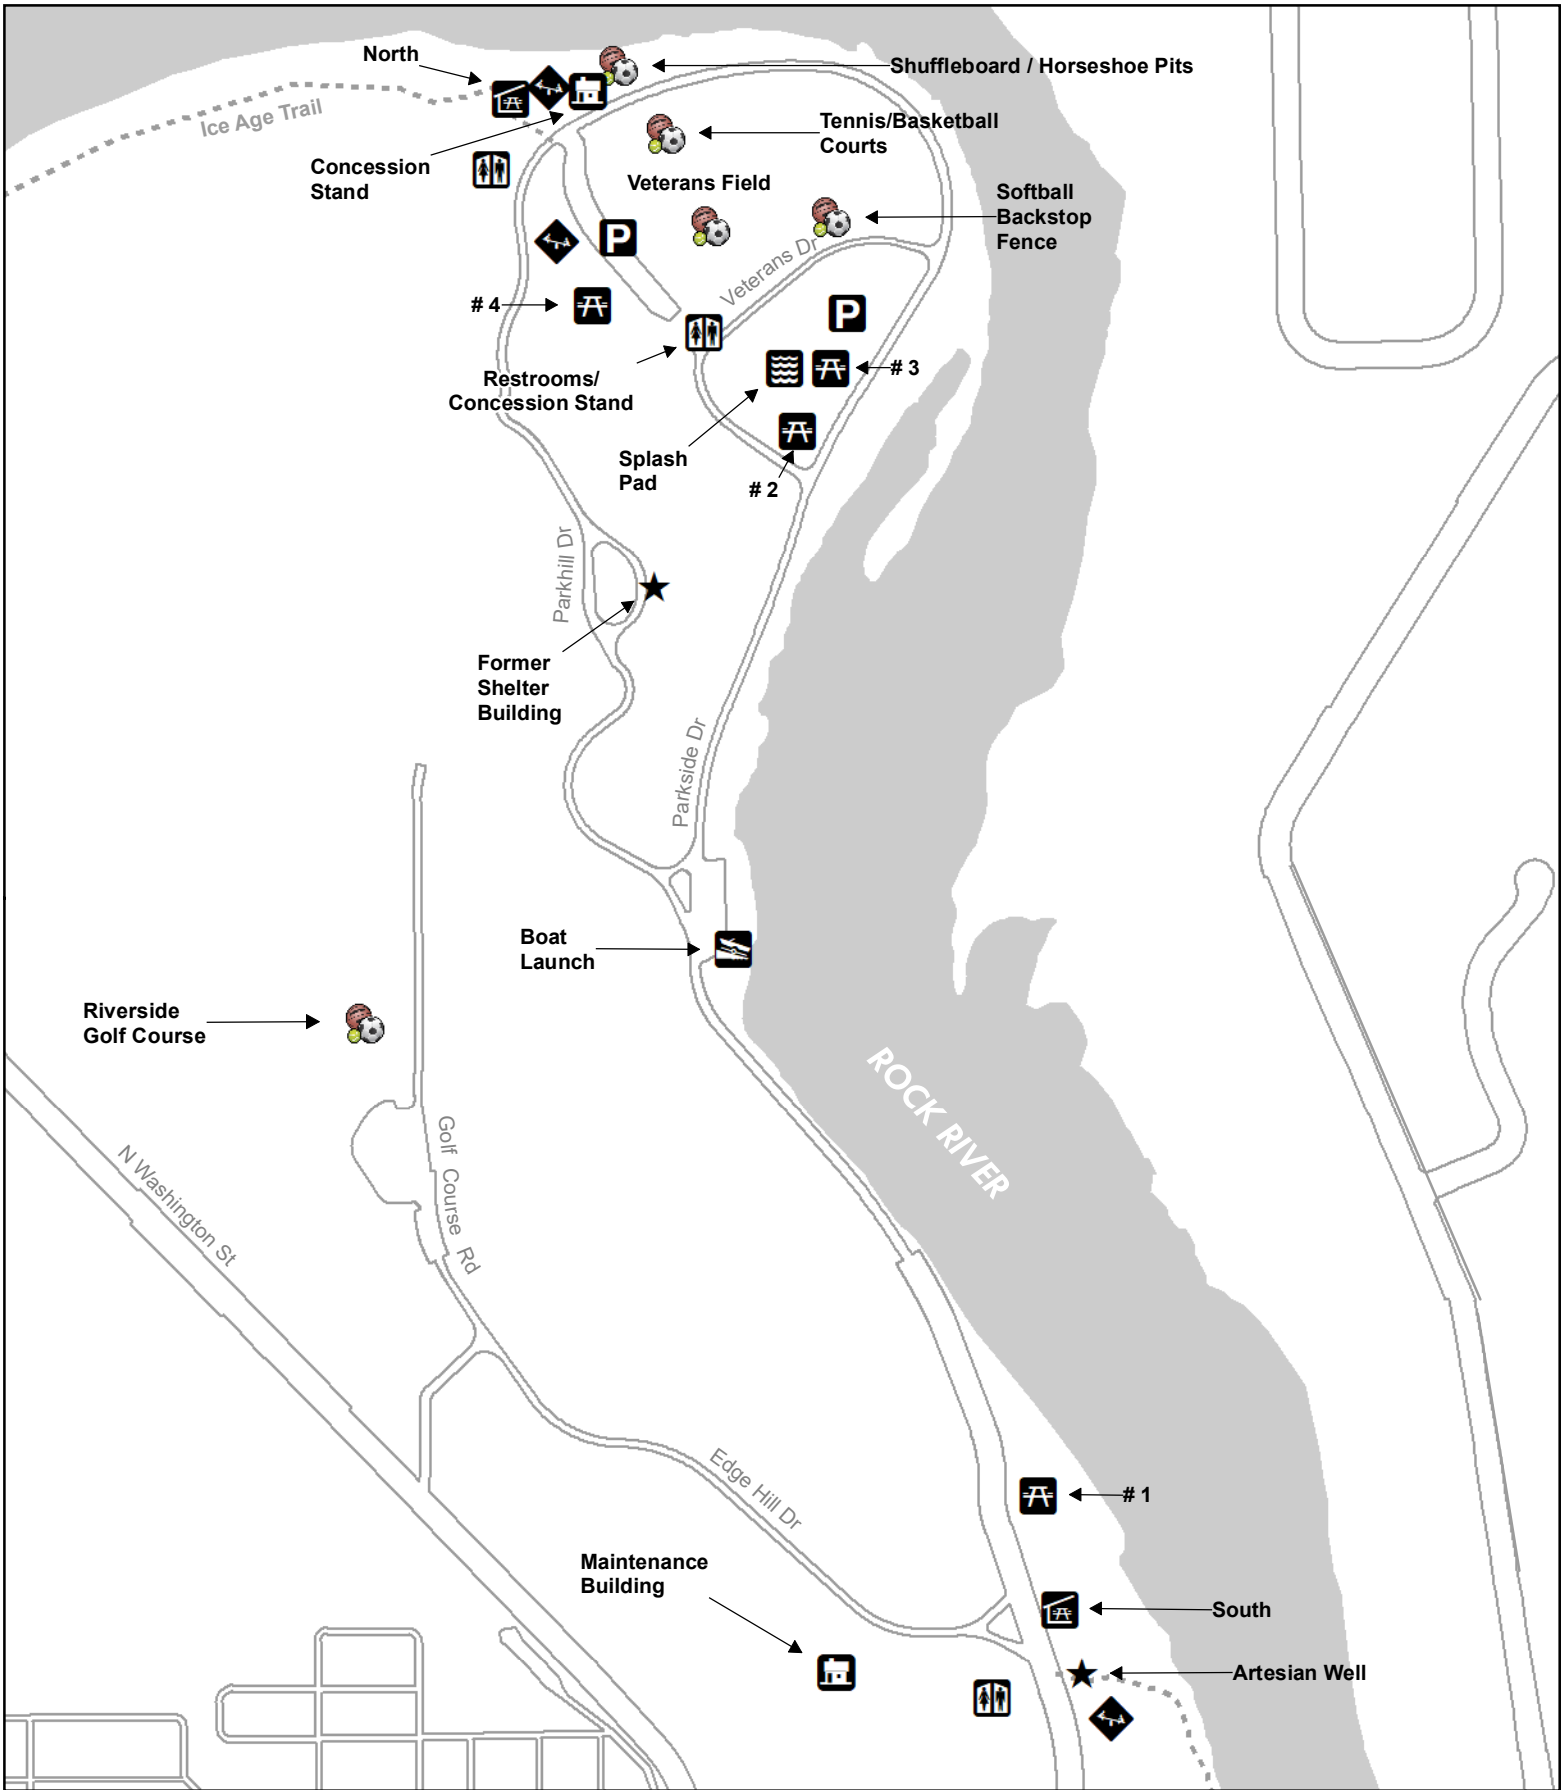 North
Shuffleboard / Horseshoe Pits
Ice Age Trail
Tennis/Basketball
Courts
Concession
Stand
Veterans Field
Softball
Backstop
Fence
P
Veterans Dr
# 4
P
Restrooms/
Concession Stand
# 3
Splash
Pad
# 2
Parkhill Dr
Former
Shelter
Building
Parkside Dr
Boat
Launch
Riverside
Golf Course
ROCK RIVER
Golf Course Rd
N Washington St
Edge Hill Dr
# 1
Maintenance
Building
South
Artesian Well